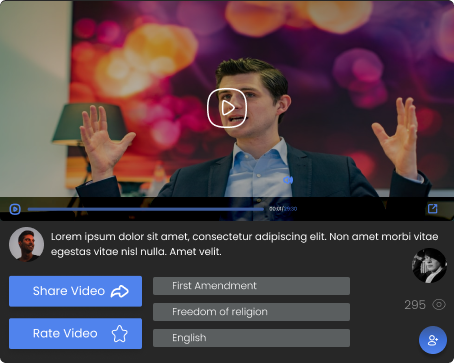 00:01/25:30
Lorem ipsum dolor sit amet, consectetur adipiscing elit. Non amet morbi vitae
egestas vitae nisl nulla. Amet velit.
Share Video
First Amendment
295
Freedom of religion
Rate Video
English